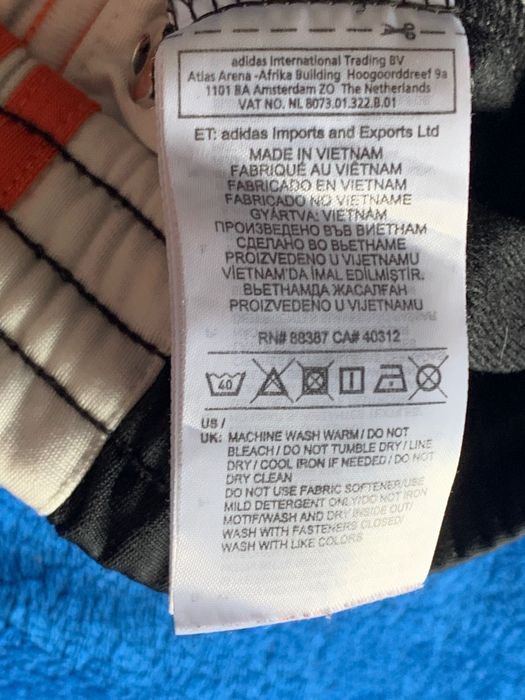 adidas International Trading BV
Atlas Arena -Afrika Building Hoogoorddreef 9a
1101 BA Amsterdam ZO The Netherlands
VAT NO. NL 8073.01.322.B.01
ET: adidas Imports and Exports Ltd
MADE IN VIETNAM
FABRIQUÉ AU VIÊTNAM
FABRICADO EN VIETNAM
FABRICADO NO VIETNAME
GYÁRTVA: VIETNÁM
ПРОИЗВЕДЕНО ВЪВ ВИЕТНАМ
СДЕЛАНО ВО ВЬЕТНАМЕ
PROIZVEDENO U VIJETNAMU
VİETNAM'DA İMAL EDİLMİŞTİR.
ВЬЕТНАМДА ЖАСАЛҒАН
PROIZVEDENO U VIJETNAMU
RN# 88387 CA# 40312
40
US /
UK: MACHINE WASH WARM / DO NOT
BLEACH / DO NOT TUMBLE DRY / LINE
DRY / COOL IRON IF NEEDED / DO NOT
DRY CLEAN
DO NOT USE FABRIC SOFTENER/USE
MILD DETERGENT ONLY/DO NOT IRON
MOTIF/WASH AND DRY INSIDE OUT/
WASH WITH FASTENERS CLOSED/
WASH WITH LIKE COLORS